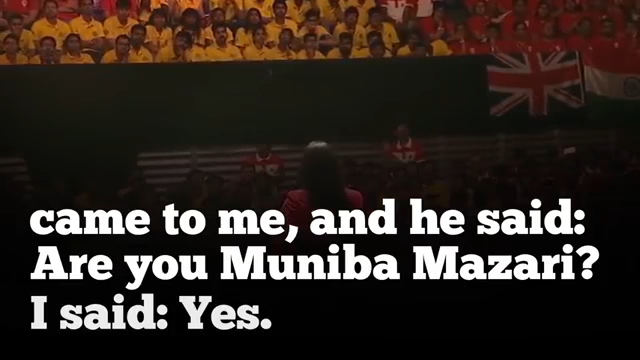 came to me, and he said:
Are you Muniba Mazari?
I said: Yes.